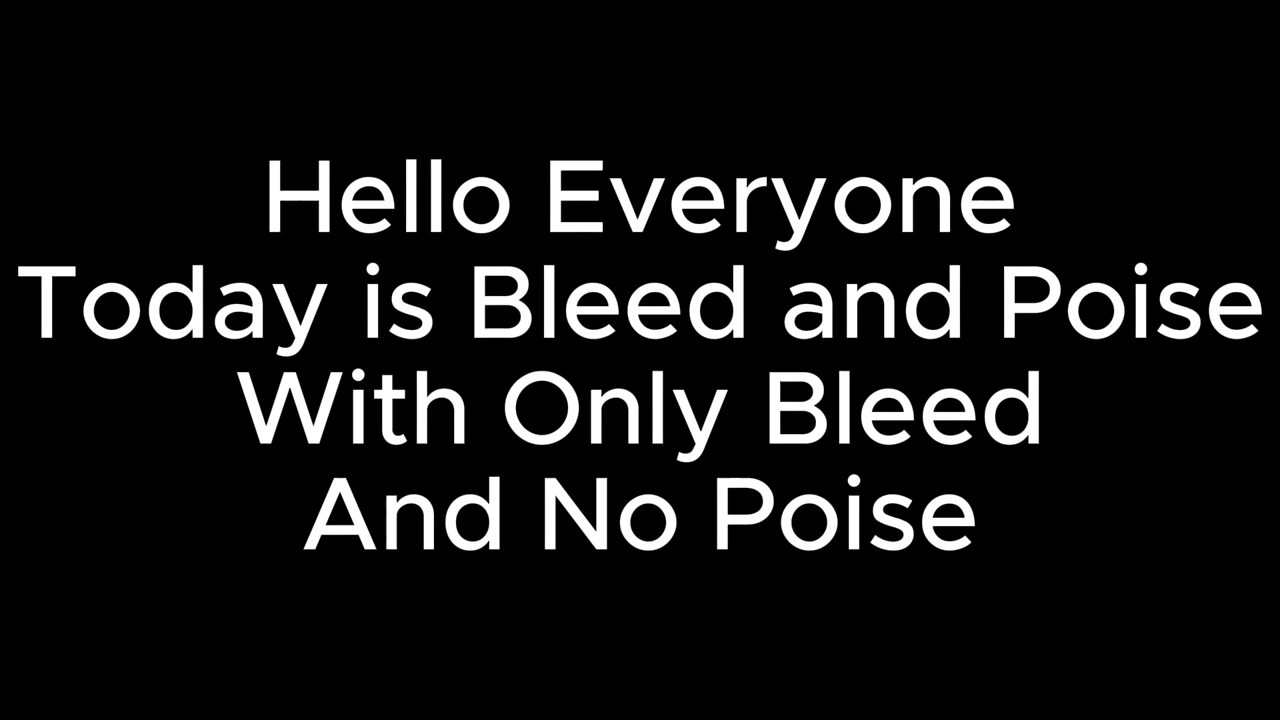 Hello Everyone
Today is Bleed and Poise
With Only Bleed
And No Poise